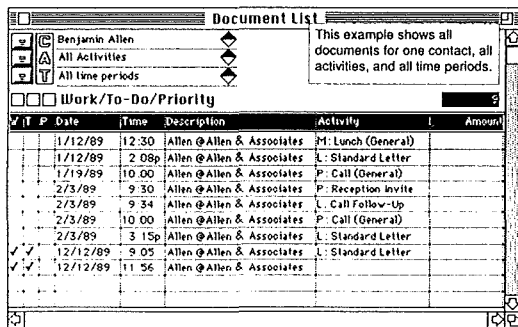 Document List
This example shows all
documents for one contact, all
activities, and all time periods.
C Benjamin Allen
A All Activities
T All time periods
Work/To-Do/Priority 9
T P Date Time Description Activity L Amount
1/12/89 12:30 Allen @Allen & Associates M: Lunch (General)
1/12/89 2 08p Allen @Allen & Associates L: Standard Letter
1/19/89 10.00 Allen @Allen & Associates P: Call (General)
2/3/89 9 30 Allen @Allen & Associates P: Reception Invite
2/3/89 9 34 Allen @Allen & Associates L. Call Follow-Up
2/3/89 10 00 Allen @Allen & Associates P: Call (General)
2/3/89 3 15p Allen @Allen & Associates L: Standard Letter
✓ ✓ 12/12/89 9 05 Allen @Allen & Associates L: Standard Letter
✓ ✓ 12/12/89 11 56 Allen @Allen & Associates